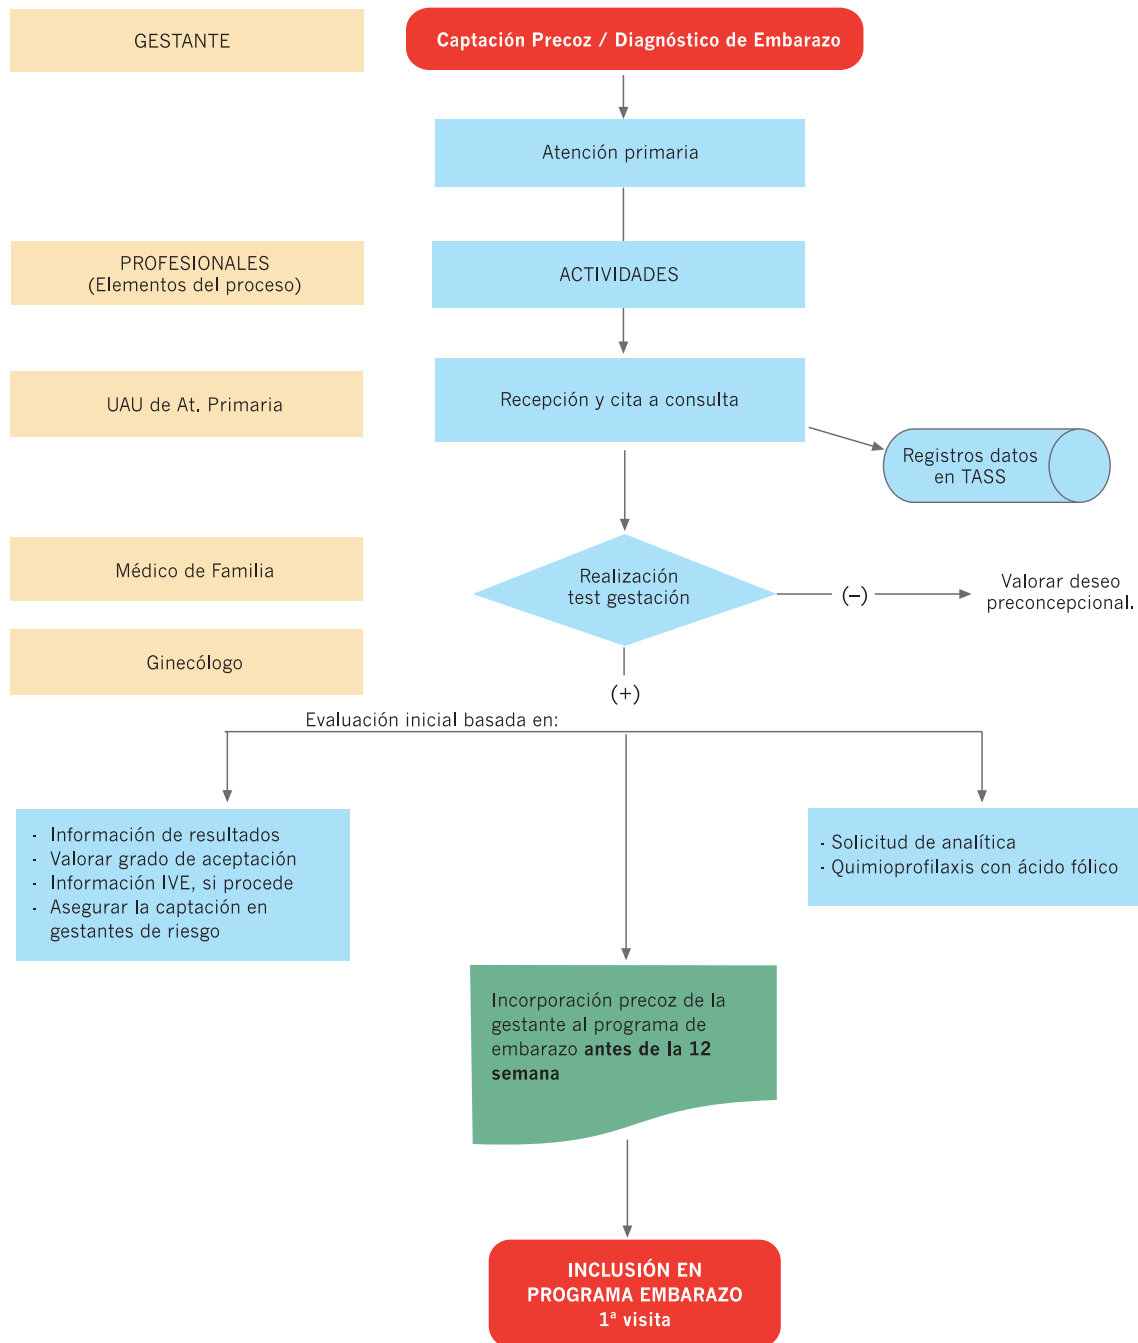 GESTANTE
Captación Precoz / Diagnóstico de Embarazo
Atención primaria
PROFESIONALES
(Elementos del proceso)
ACTIVIDADES
UAU de At. Primaria
Recepción y cita a consulta
Registros datos
en TASS
Médico de Familia
Realización
test gestación
(–)
Valorar deseo
preconcepcional.
Ginecólogo
(+)
Evaluación inicial basada en:
- Información de resultados
- Valorar grado de aceptación
- Información IVE, si procede
- Asegurar la captación en
gestantes de riesgo
- Solicitud de analítica
- Quimioprofilaxis con ácido fólico
Incorporación precoz de la
gestante al programa de
embarazo antes de la 12
semana
INCLUSIÓN EN
PROGRAMA EMBARAZO
1ª visita